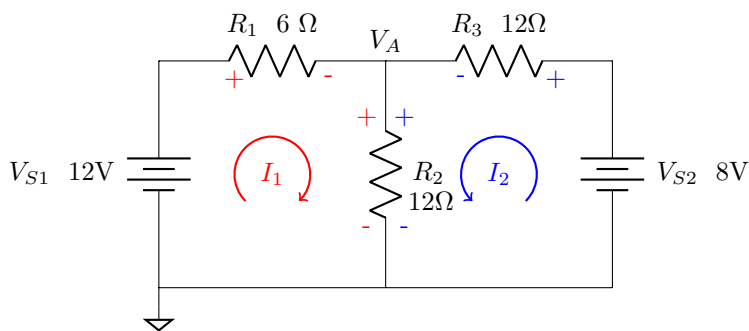 R1 6 Ω
VA
R3 12Ω
+ - - +
+ +
VS1 12V
I1
R2
12Ω
I2
VS2 8V
- -